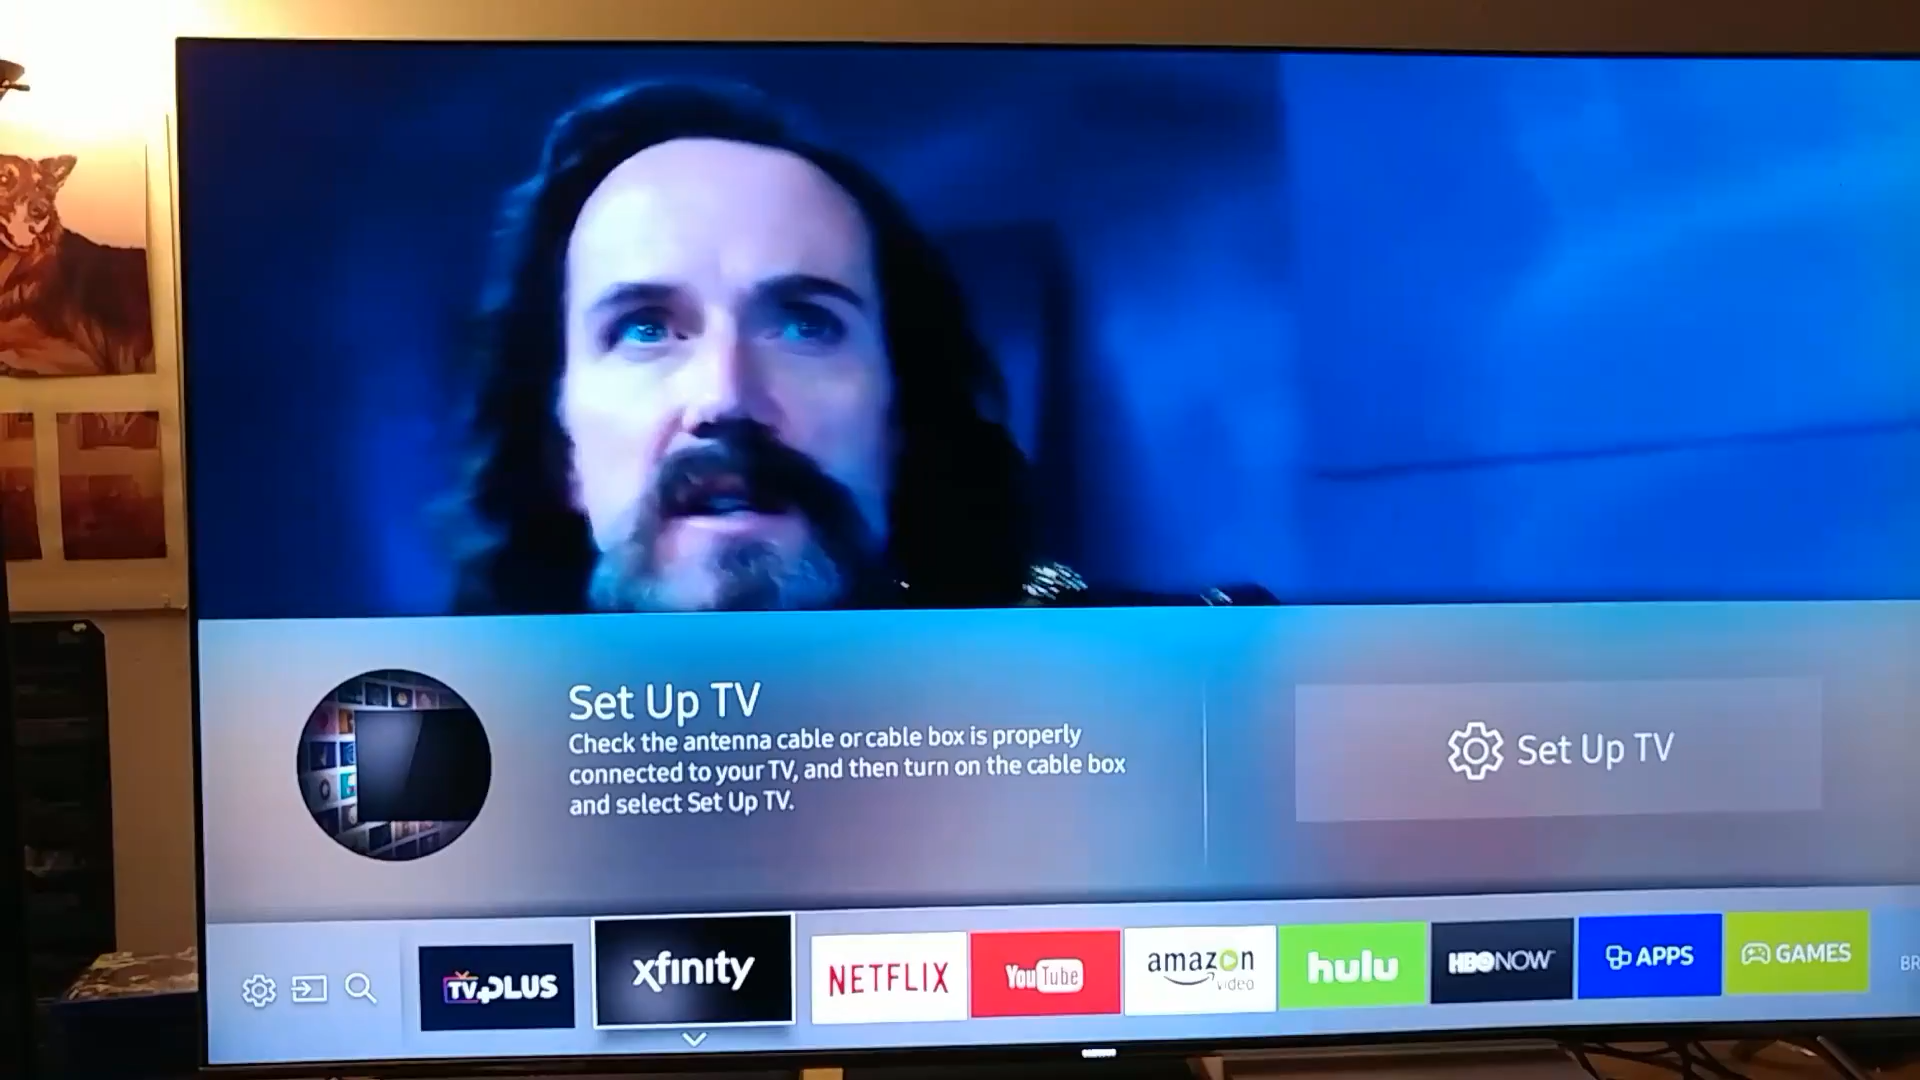 Set Up TV
Check the antenna cable or cable box is properly
connected to your TV, and then turn on the cable box
and select Set Up TV.
Set Up TV
TV PLUS
xfinity
NETFLIX
YouTube
amazon video
hulu
HBO NOW
APPS
GAMES
BR
SAMSUNG